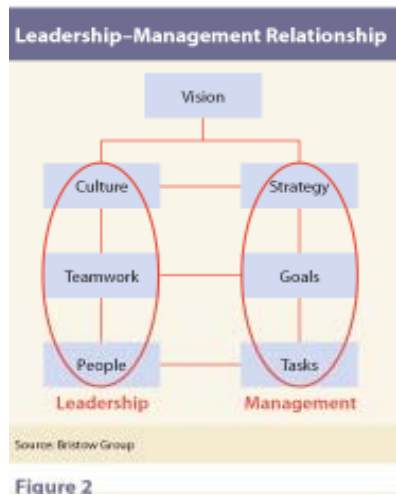 Leadership–Management Relationship
Vision
Culture
Strategy
Teamwork
Goals
People
Tasks
Leadership
Management
Source: Bristow Group
Figure 2